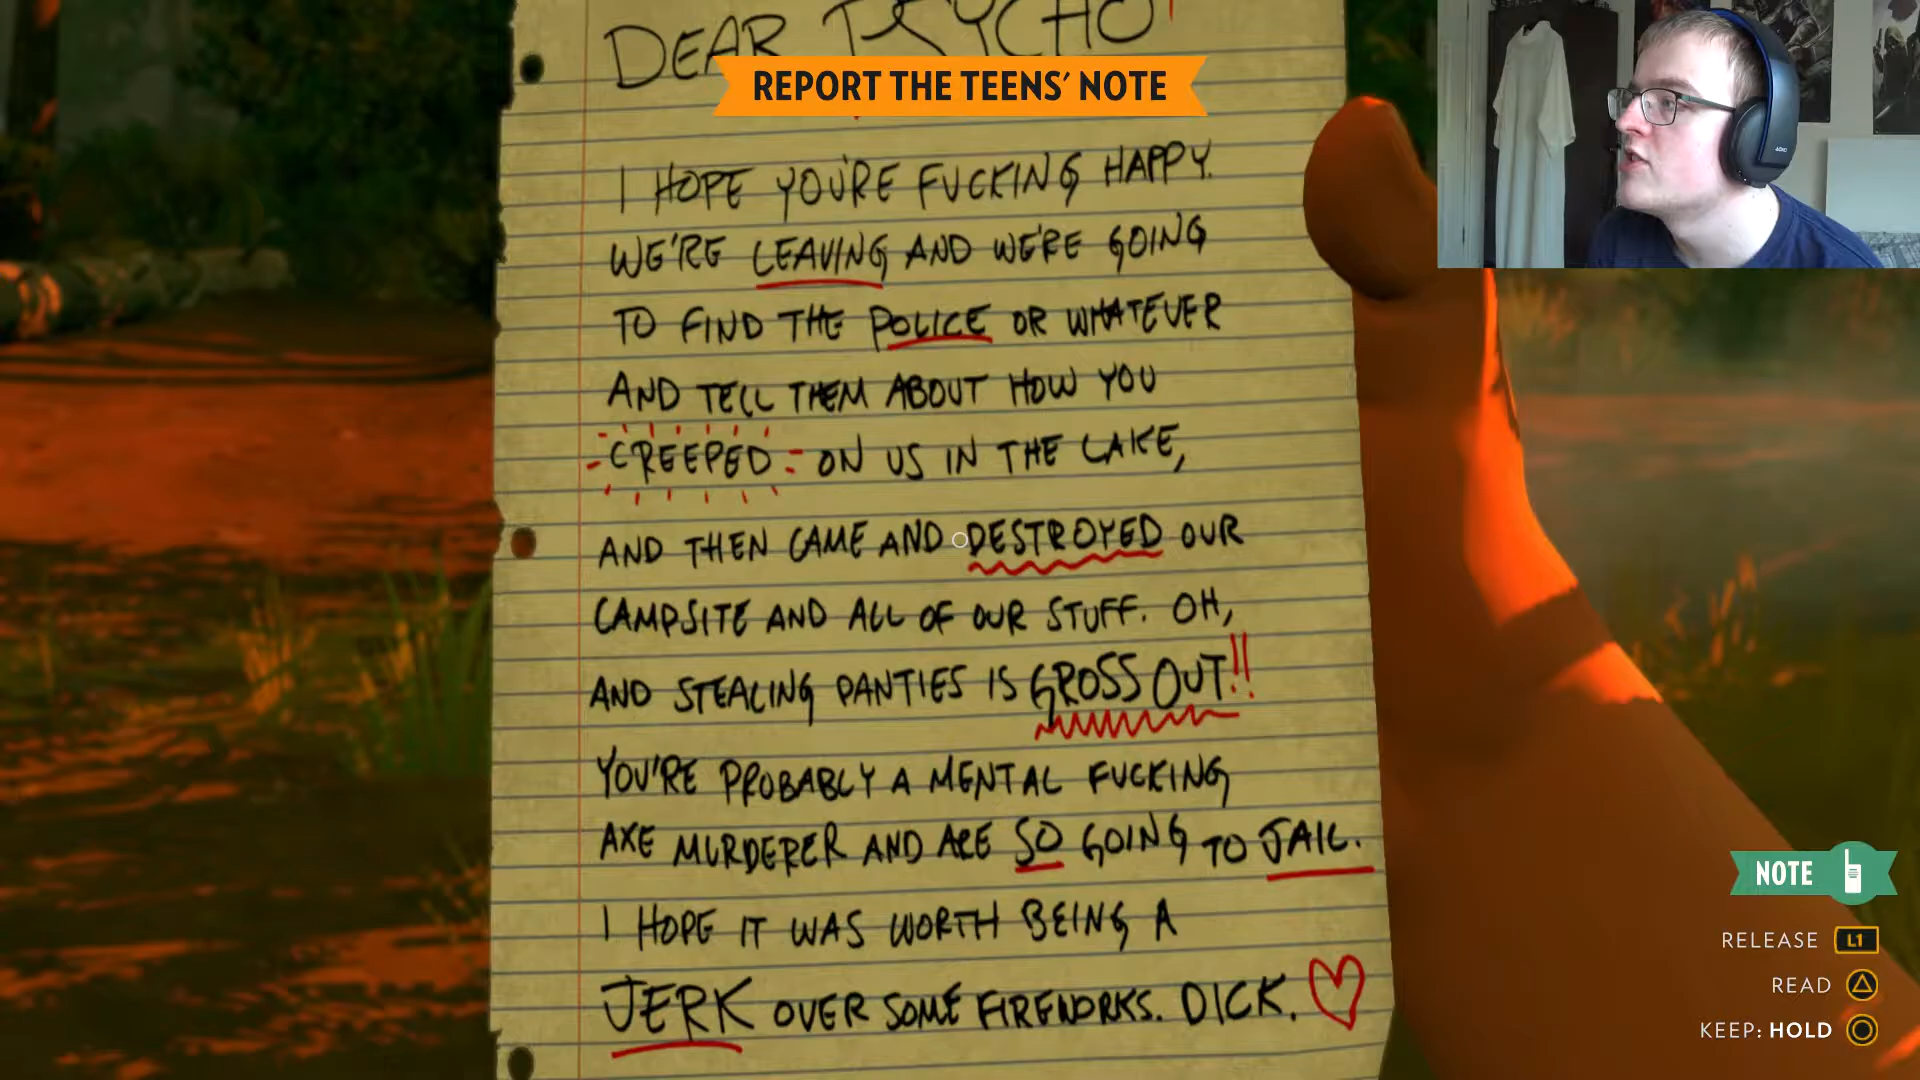 DEAR PSYCHO!
REPORT THE TEENS' NOTE
I HOPE YOU'RE FUCKING HAPPY.
WE'RE LEAVING AND WE'RE GOING
TO FIND THE POLICE OR WHATEVER
AND TELL THEM ABOUT HOW YOU
CREEPED ON US IN THE LAKE,
AND THEN CAME AND DESTROYED OUR
CAMPSITE AND ALL OF OUR STUFF. OH,
AND STEALING PANTIES IS GROSS OUT!!
YOU'RE PROBABLY A MENTAL FUCKING
AXE MURDERER AND ARE SO GOING TO JAIL.
I HOPE IT WAS WORTH BEING A
JERK OVER SOME FIREWORKS. DICK.
NOTE
RELEASE L1
READ
KEEP: HOLD